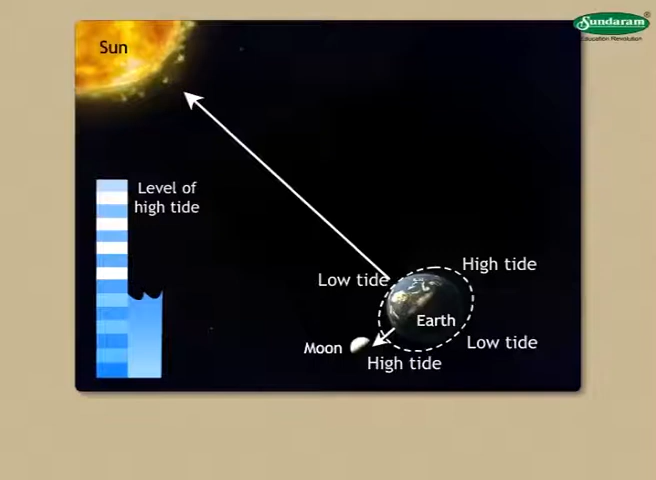 Sundaram®
Education Revolution
Sun
Level of
high tide
Low tide
High tide
Earth
Moon
Low tide
High tide